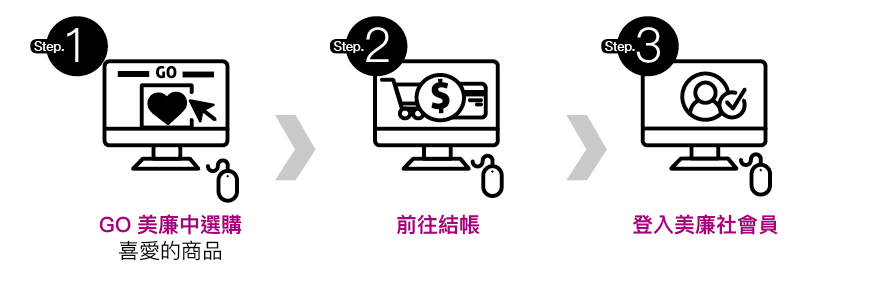 Step. 1
Step. 2
Step. 3
GO
$
GO 美廉中選購
喜愛的商品
前往結帳
登入美廉社會員